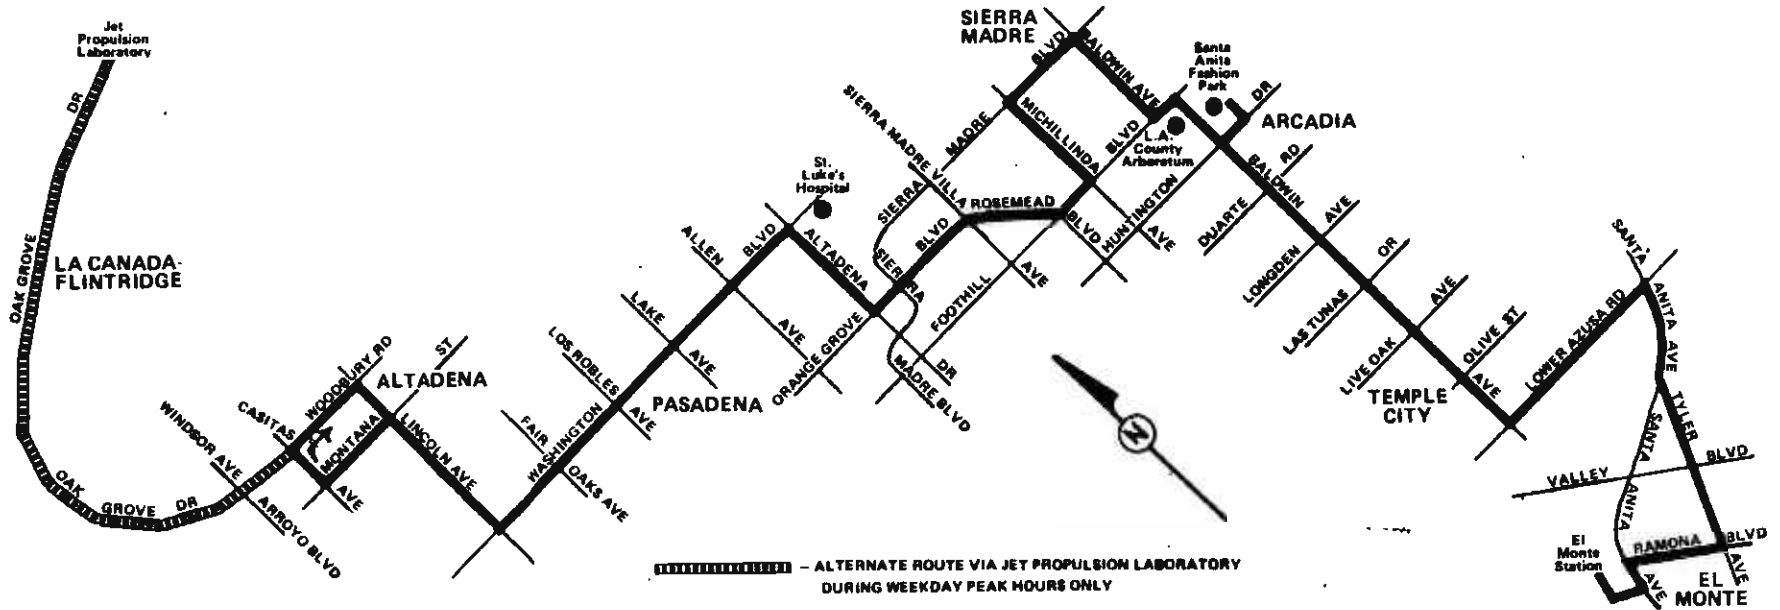 Jet
Propulsion
Laboratory
OAK GROVE DR
LA CANADA-
FLINTRIDGE
OAK GROVE DR
WINDSOR AVE
ARROYO BLVD
CASITAS AVE
WOODBURY RD
MONTANA ST
ALTADENA
LINCOLN AVE
FAIR OAKS AVE
WASHINGTON BLVD
LOS ROBLES AVE
LAKE AVE
ALLEN AVE
PASADENA
St.
Luke's
Hospital
ALTADENA DR
ORANGE GROVE BLVD
SIERRA MADRE BLVD
SIERRA MADRE VILLA AVE
ROSEMEAD BLVD
FOOTHILL BLVD
SIERRA MADRE BLVD
MICHILLINDA AVE
SIERRA
MADRE
BALDWIN AVE
Santa
Anita
Fashion
Park
L.A.
County
Arboretum
HUNTINGTON DR
ARCADIA
BALDWIN AVE
DUARTE RD
LONGDEN AVE
LAS TUNAS DR
LIVE OAK AVE
OLIVE ST
TEMPLE
CITY
LOWER AZUSA RD
SANTA ANITA AVE
TYLER AVE
SANTA ANITA AVE
VALLEY BLVD
RAMONA BLVD
El
Monte
Station
EL
MONTE
N
– ALTERNATE ROUTE VIA JET PROPULSION LABORATORY
DURING WEEKDAY PEAK HOURS ONLY